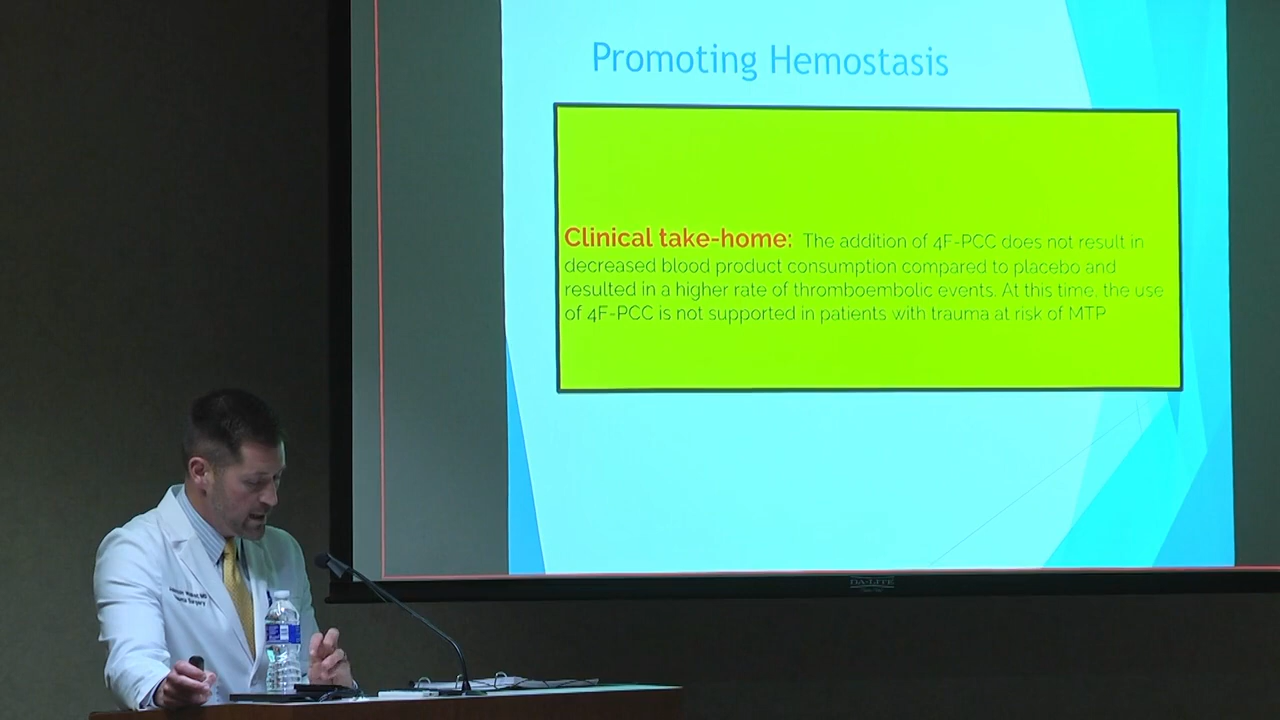 Promoting Hemostasis
Clinical take-home: The addition of 4F-PCC does not result in
decreased blood product consumption compared to placebo and
resulted in a higher rate of thromboembolic events. At this time, the use
of 4F-PCC is not supported in patients with trauma at risk of MTP
DA-LITE
MD
Surgery